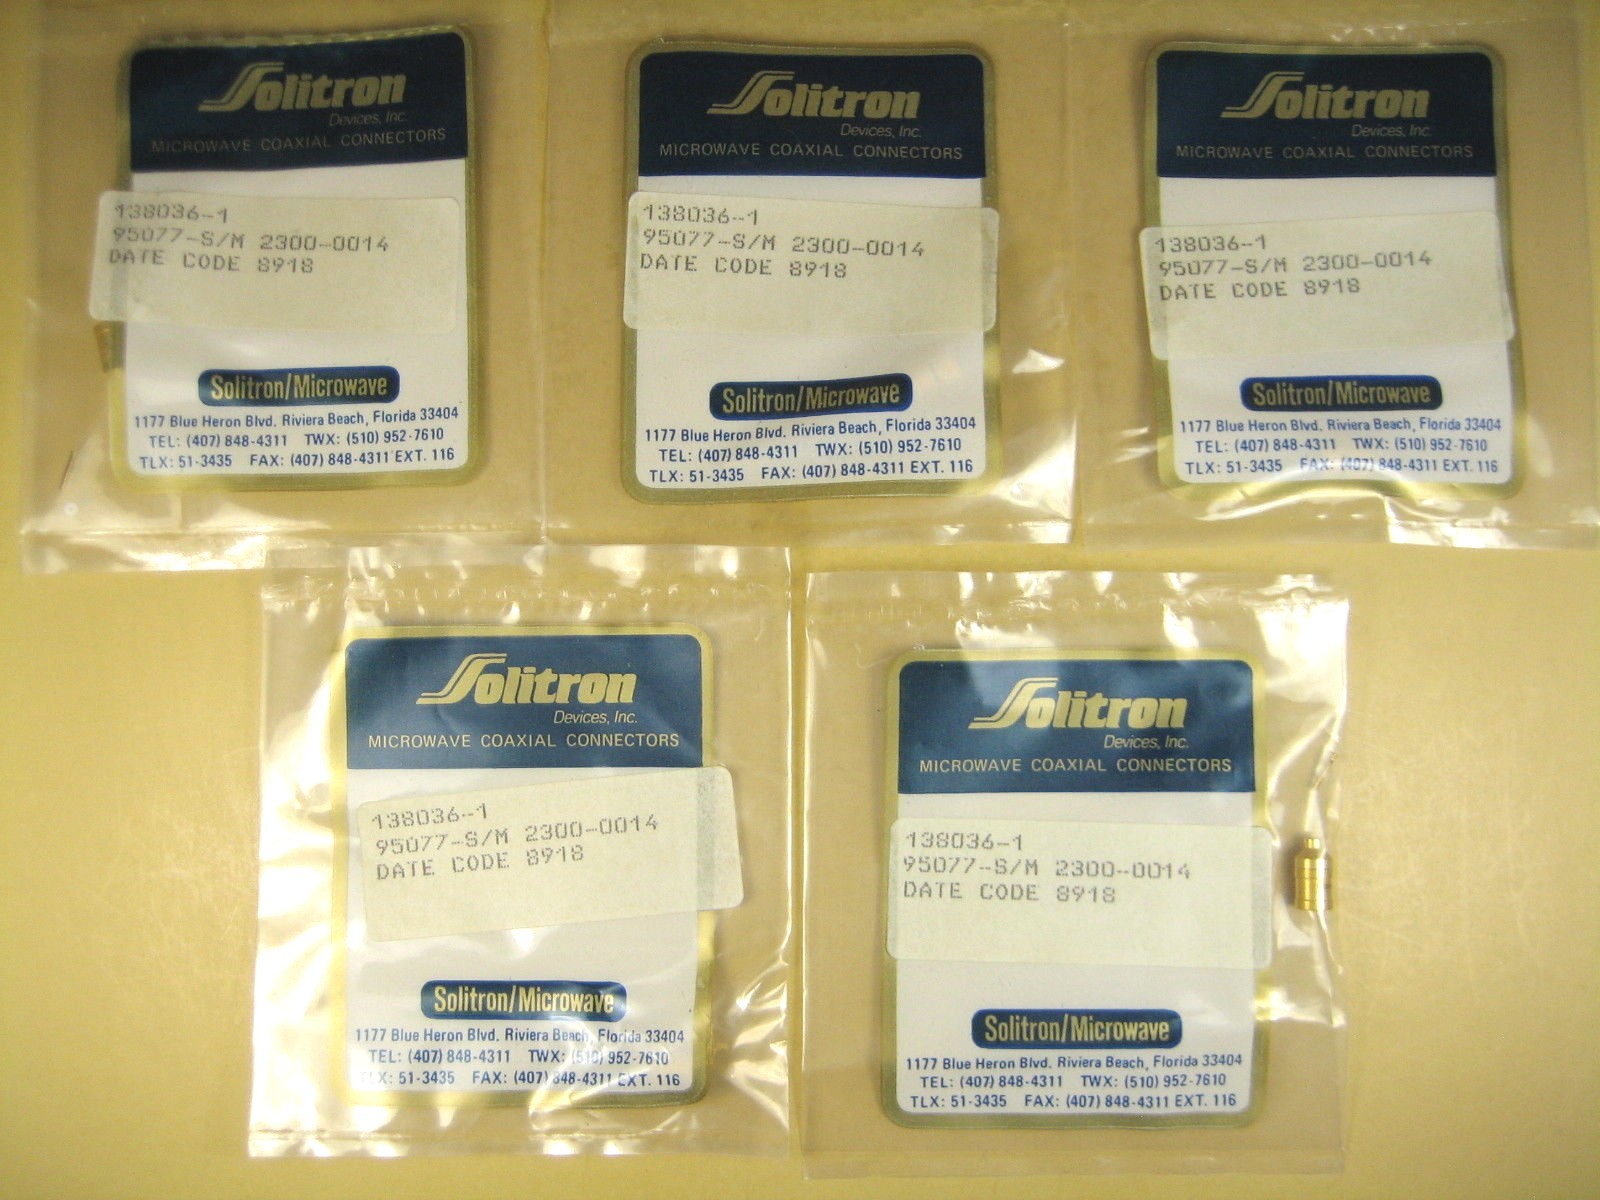 Solitron
Devices, Inc.
MICROWAVE COAXIAL CONNECTORS
138036-1
95077-S/M 2300-0014
DATE CODE 8918
Solitron/Microwave
1177 Blue Heron Blvd. Riviera Beach, Florida 33404
TEL: (407) 848-4311 TWX: (510) 952-7610
TLX: 51-3435 FAX: (407) 848-4311 EXT. 116
Solitron
Devices, Inc.
MICROWAVE COAXIAL CONNECTORS
138036-1
95077-S/M 2300-0014
DATE CODE 8918
Solitron/Microwave
1177 Blue Heron Blvd. Riviera Beach, Florida 33404
TEL: (407) 848-4311 TWX: (510) 952-7610
TLX: 51-3435 FAX: (407) 848-4311 EXT. 116
Solitron
Devices, Inc.
MICROWAVE COAXIAL CONNECTORS
138036-1
95077-S/M 2300-0014
DATE CODE 8918
Solitron/Microwave
1177 Blue Heron Blvd. Riviera Beach, Florida 33404
TEL: (407) 848-4311 TWX: (510) 952-7610
TLX: 51-3435 FAX: (407) 848-4311 EXT. 116
Solitron
Devices, Inc.
MICROWAVE COAXIAL CONNECTORS
138036-1
95077-S/M 2300-0014
DATE CODE 8918
Solitron/Microwave
1177 Blue Heron Blvd. Riviera Beach, Florida 33404
TEL: (407) 848-4311 TWX: (510) 952-7610
TLX: 51-3435 FAX: (407) 848-4311 EXT. 116
Solitron
Devices, Inc.
MICROWAVE COAXIAL CONNECTORS
138036-1
95077-S/M 2300-0014
DATE CODE 8918
Solitron/Microwave
1177 Blue Heron Blvd. Riviera Beach, Florida 33404
TEL: (407) 848-4311 TWX: (510) 952-7610
TLX: 51-3435 FAX: (407) 848-4311 EXT. 116